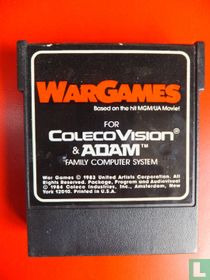 WARGAMES
Based on the hit MGM/UA Movie!
FOR
COLECOVISION®
& ADAM™
FAMILY COMPUTER SYSTEM
War Games © 1983 United Artists Corporation. All
Rights Reserved. Package, Program and Audiovisual
© 1984 Coleco Industries, Inc., Amsterdam, New
York 12010. Printed in U.S.A.
catawiki